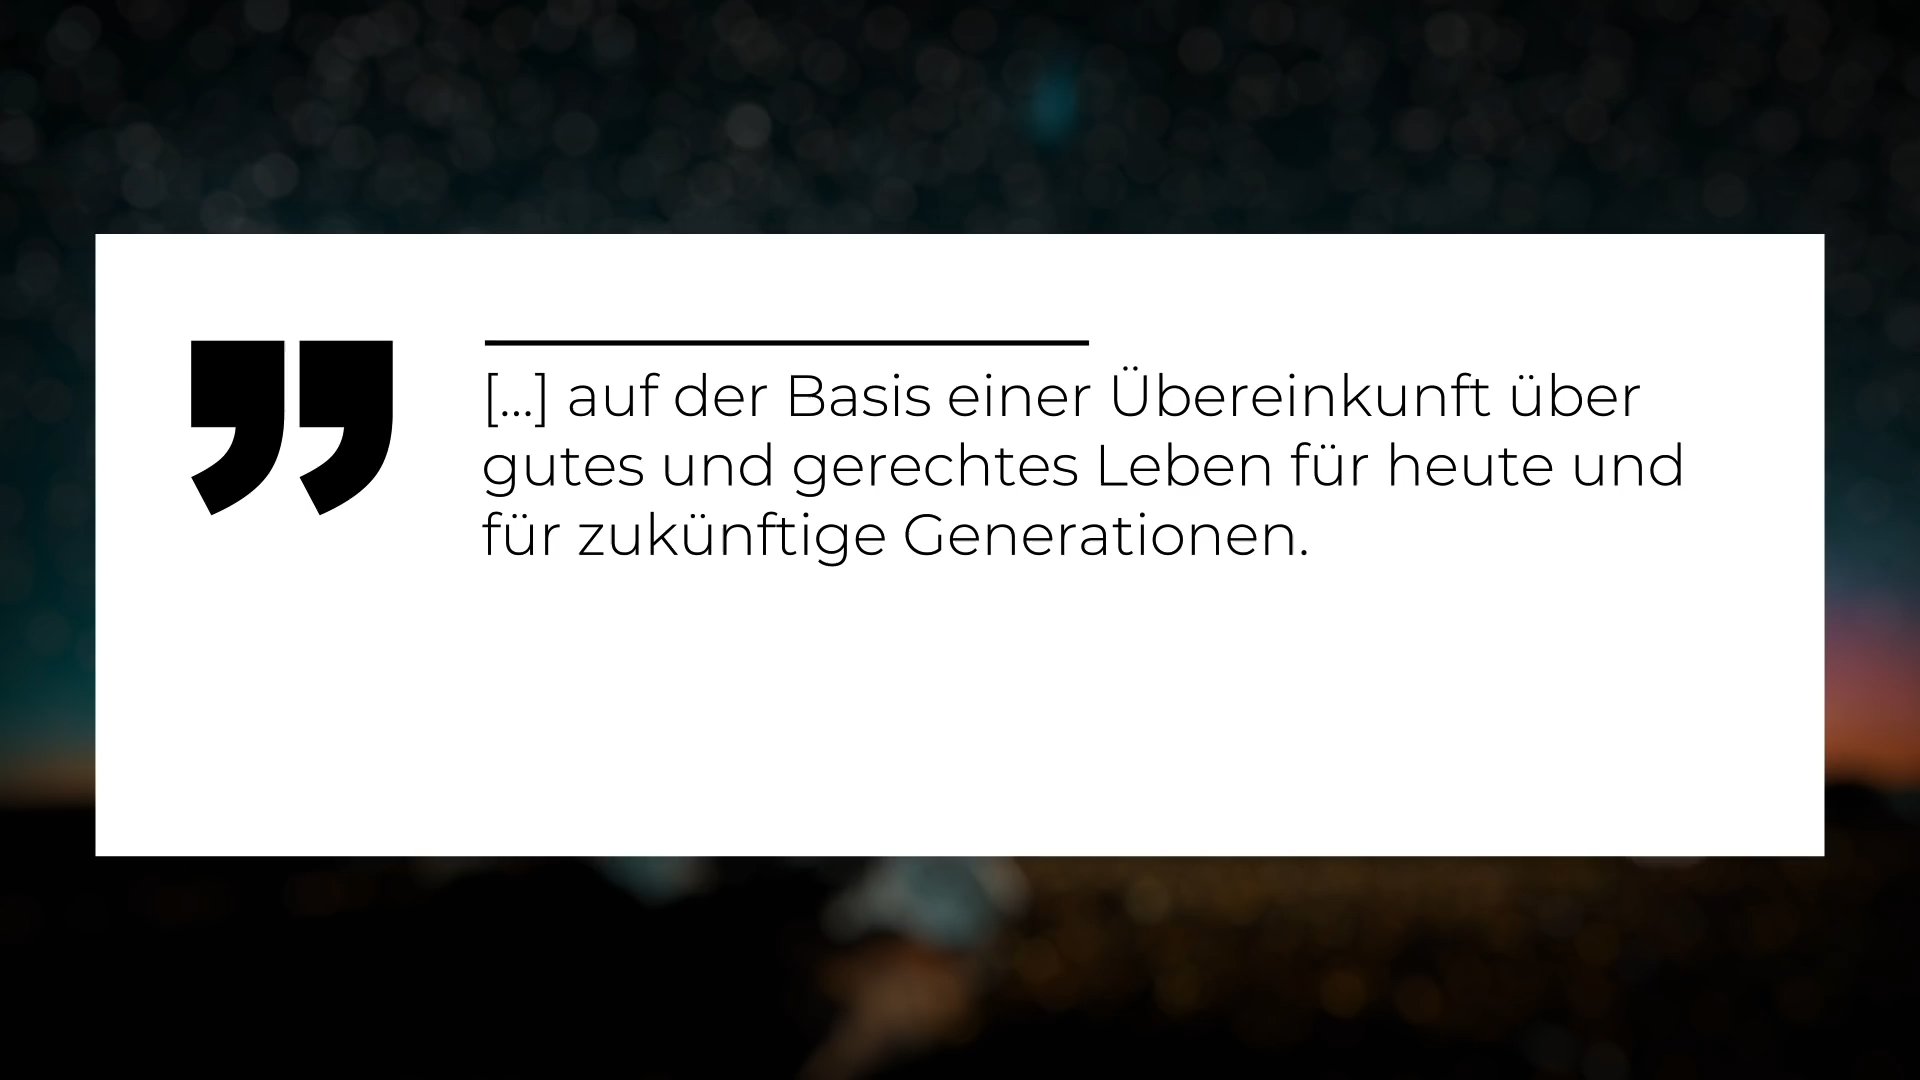 [...] auf der Basis einer Übereinkunft über
gutes und gerechtes Leben für heute und
für zukünftige Generationen.